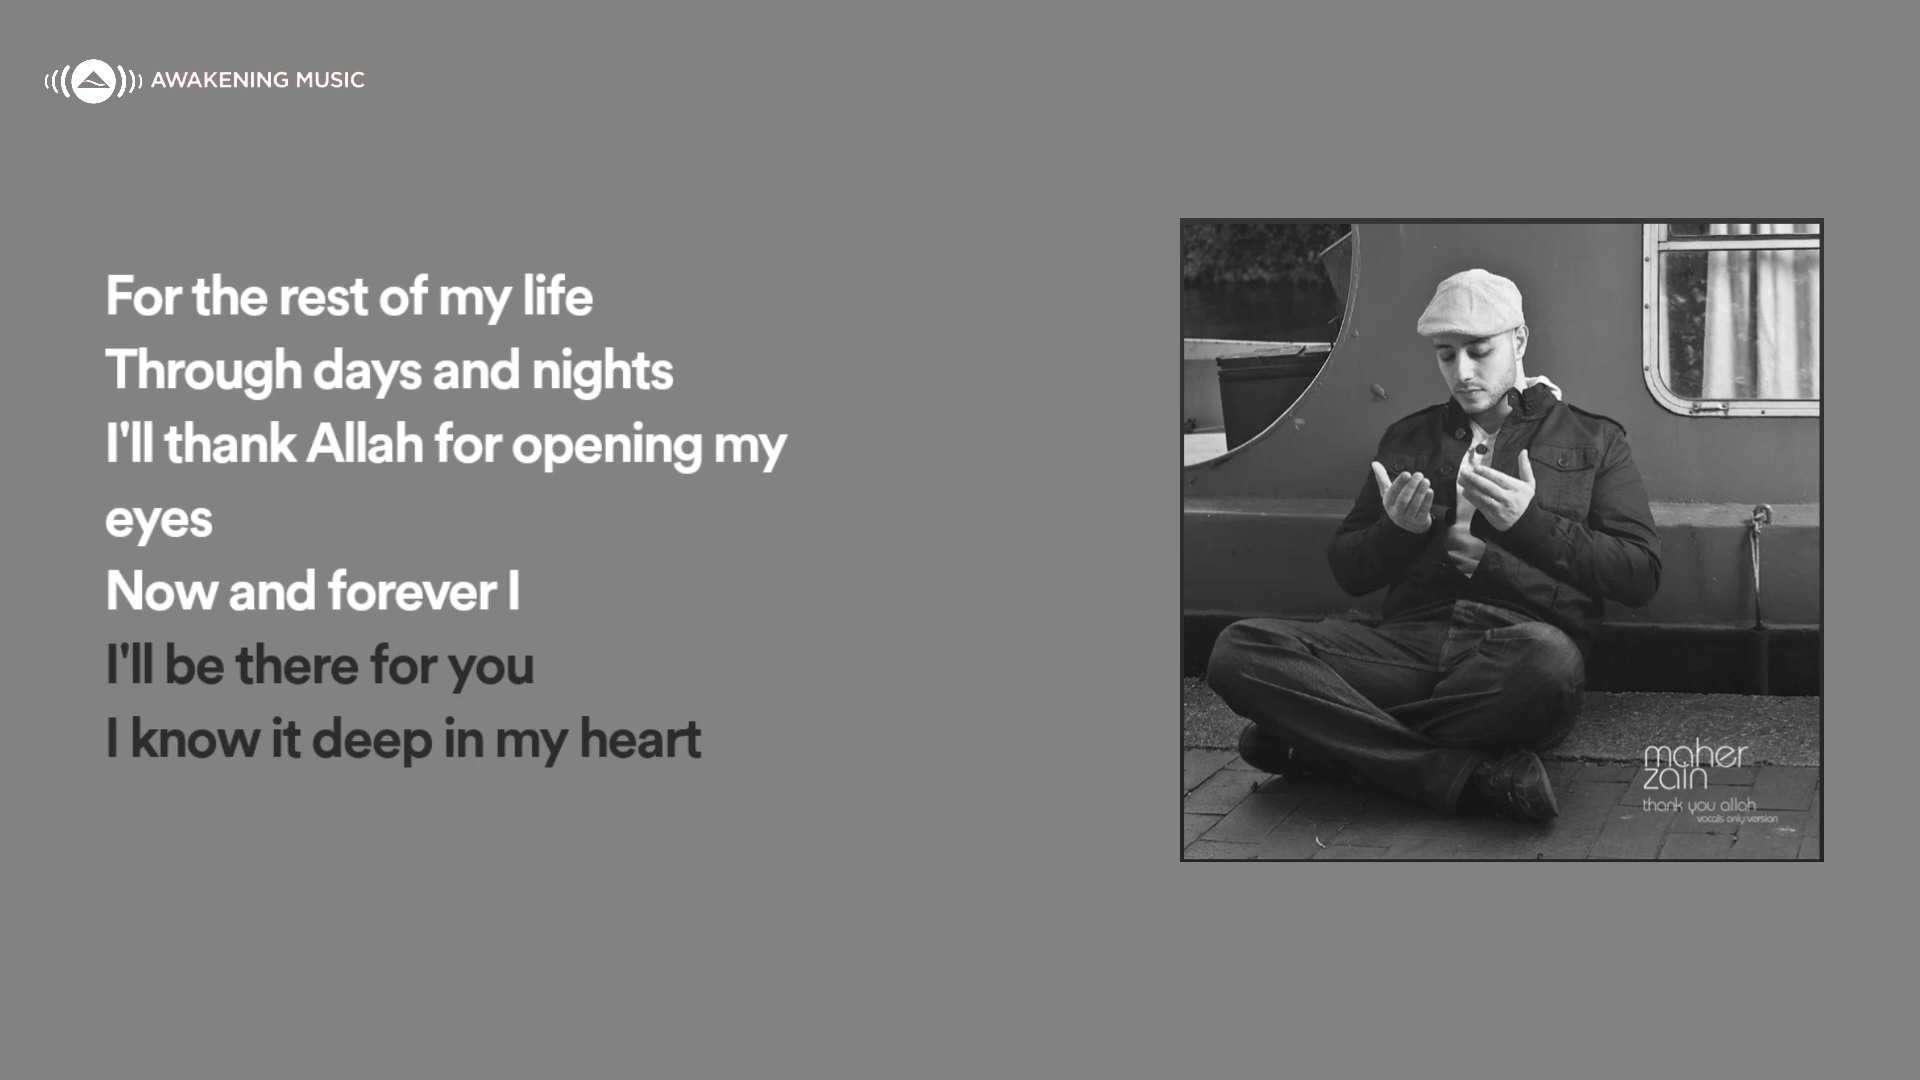 AWAKENING MUSIC
For the rest of my life
Through days and nights
I'll thank Allah for opening my
eyes
Now and forever I
I'll be there for you
I know it deep in my heart
maher
zain
thank you allah
vocals only version